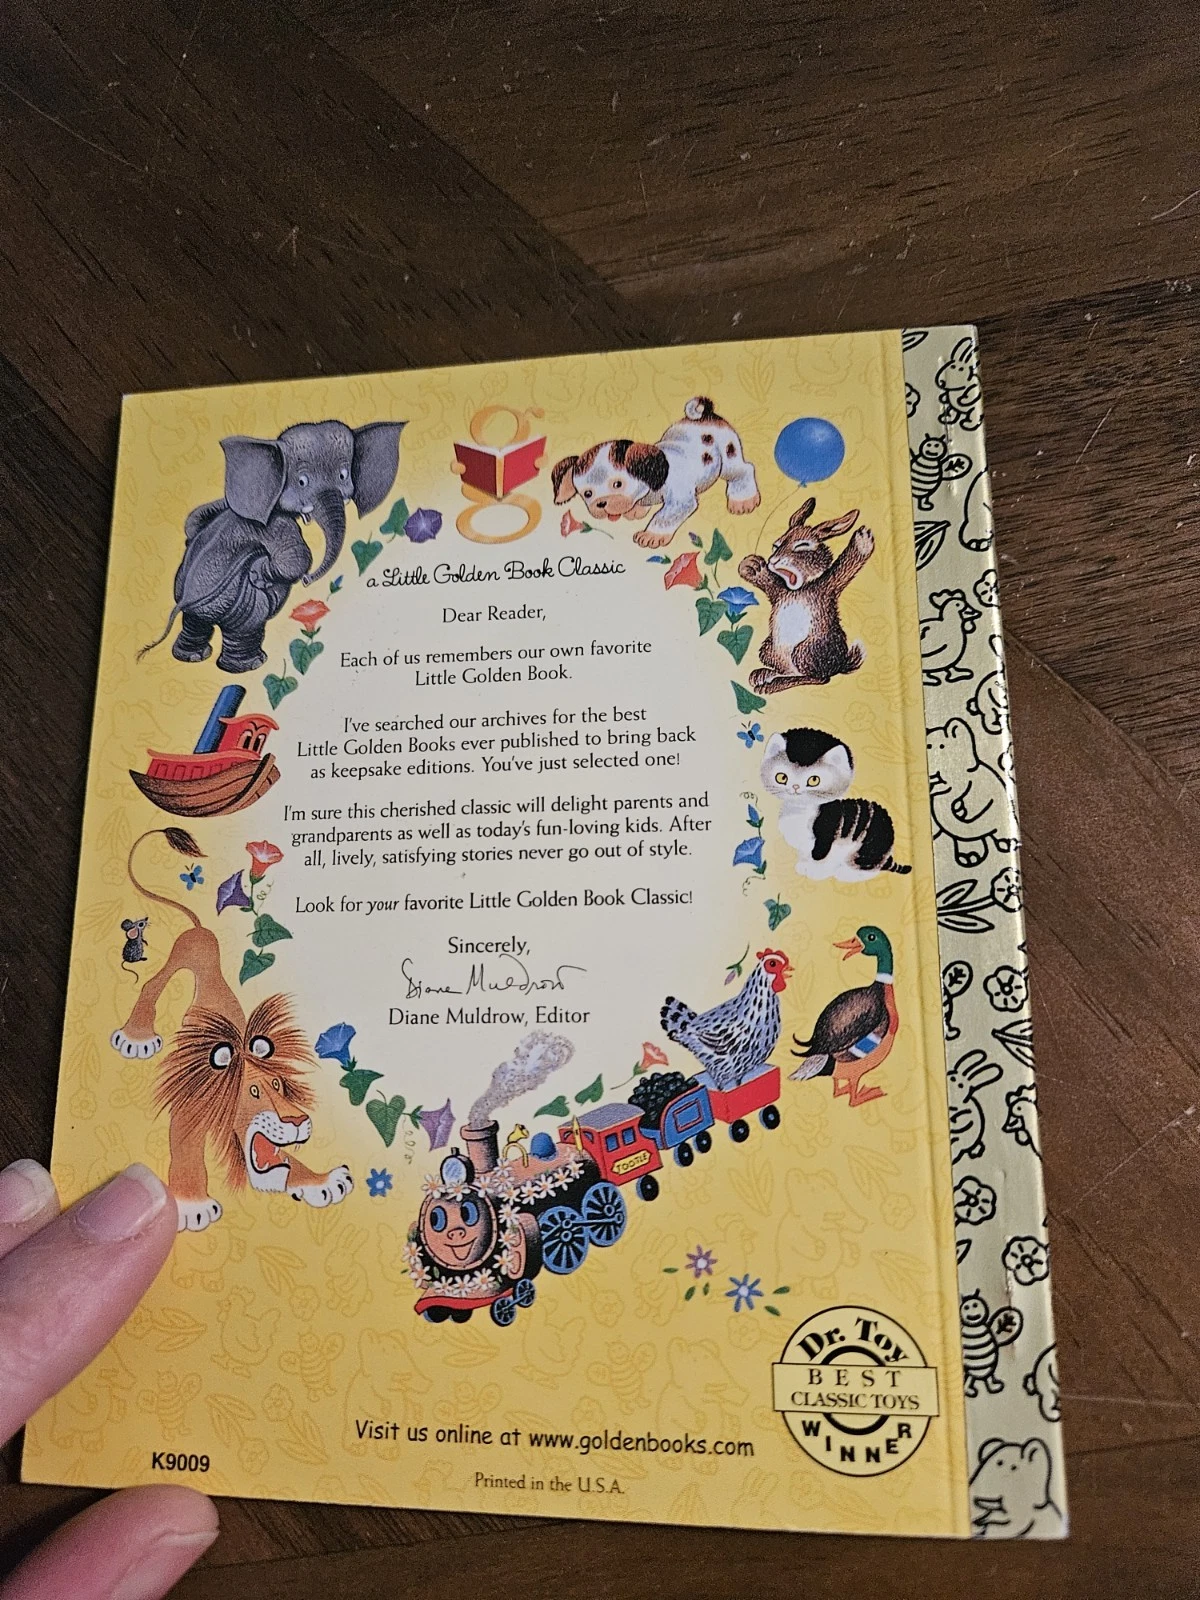 a Little Golden Book Classic
Dear Reader,
Each of us remembers our own favorite
Little Golden Book.
I've searched our archives for the best
Little Golden Books ever published to bring back
as keepsake editions. You've just selected one!
I'm sure this cherished classic will delight parents and
grandparents as well as today's fun-loving kids. After
all, lively, satisfying stories never go out of style.
Look for your favorite Little Golden Book Classic!
Sincerely,
Diane Muldrow
Diane Muldrow, Editor
TOOTLE
Dr. Toy
BEST
CLASSIC TOYS
WINNER
Visit us online at www.goldenbooks.com
K9009
Printed in the U.S.A.